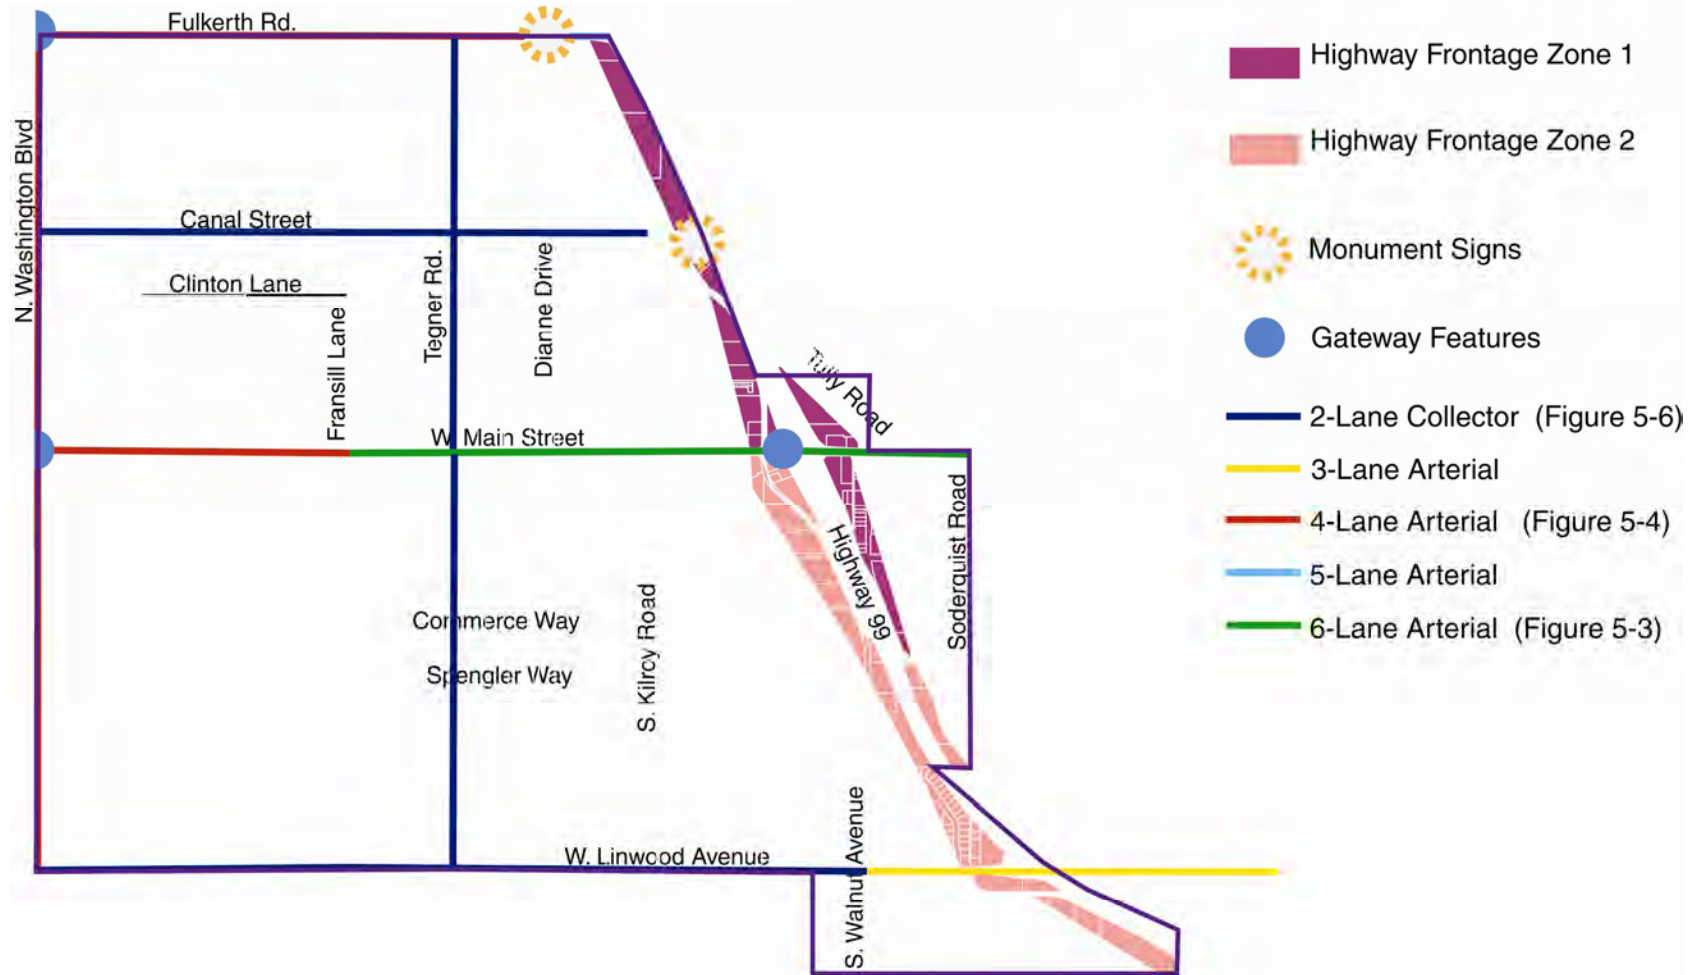 Fulkerth Rd.
N. Washington Blvd
Canal Street
Clinton Lane
Fransill Lane
Tegner Rd.
Dianne Drive
Tully Road
W. Main Street
Highway 99
Soderquist Road
Commerce Way
Spengler Way
S. Kilroy Road
W. Linwood Avenue
S. Walnut Avenue
Highway Frontage Zone 1
Highway Frontage Zone 2
Monument Signs
Gateway Features
2-Lane Collector (Figure 5-6)
3-Lane Arterial
4-Lane Arterial (Figure 5-4)
5-Lane Arterial
6-Lane Arterial (Figure 5-3)